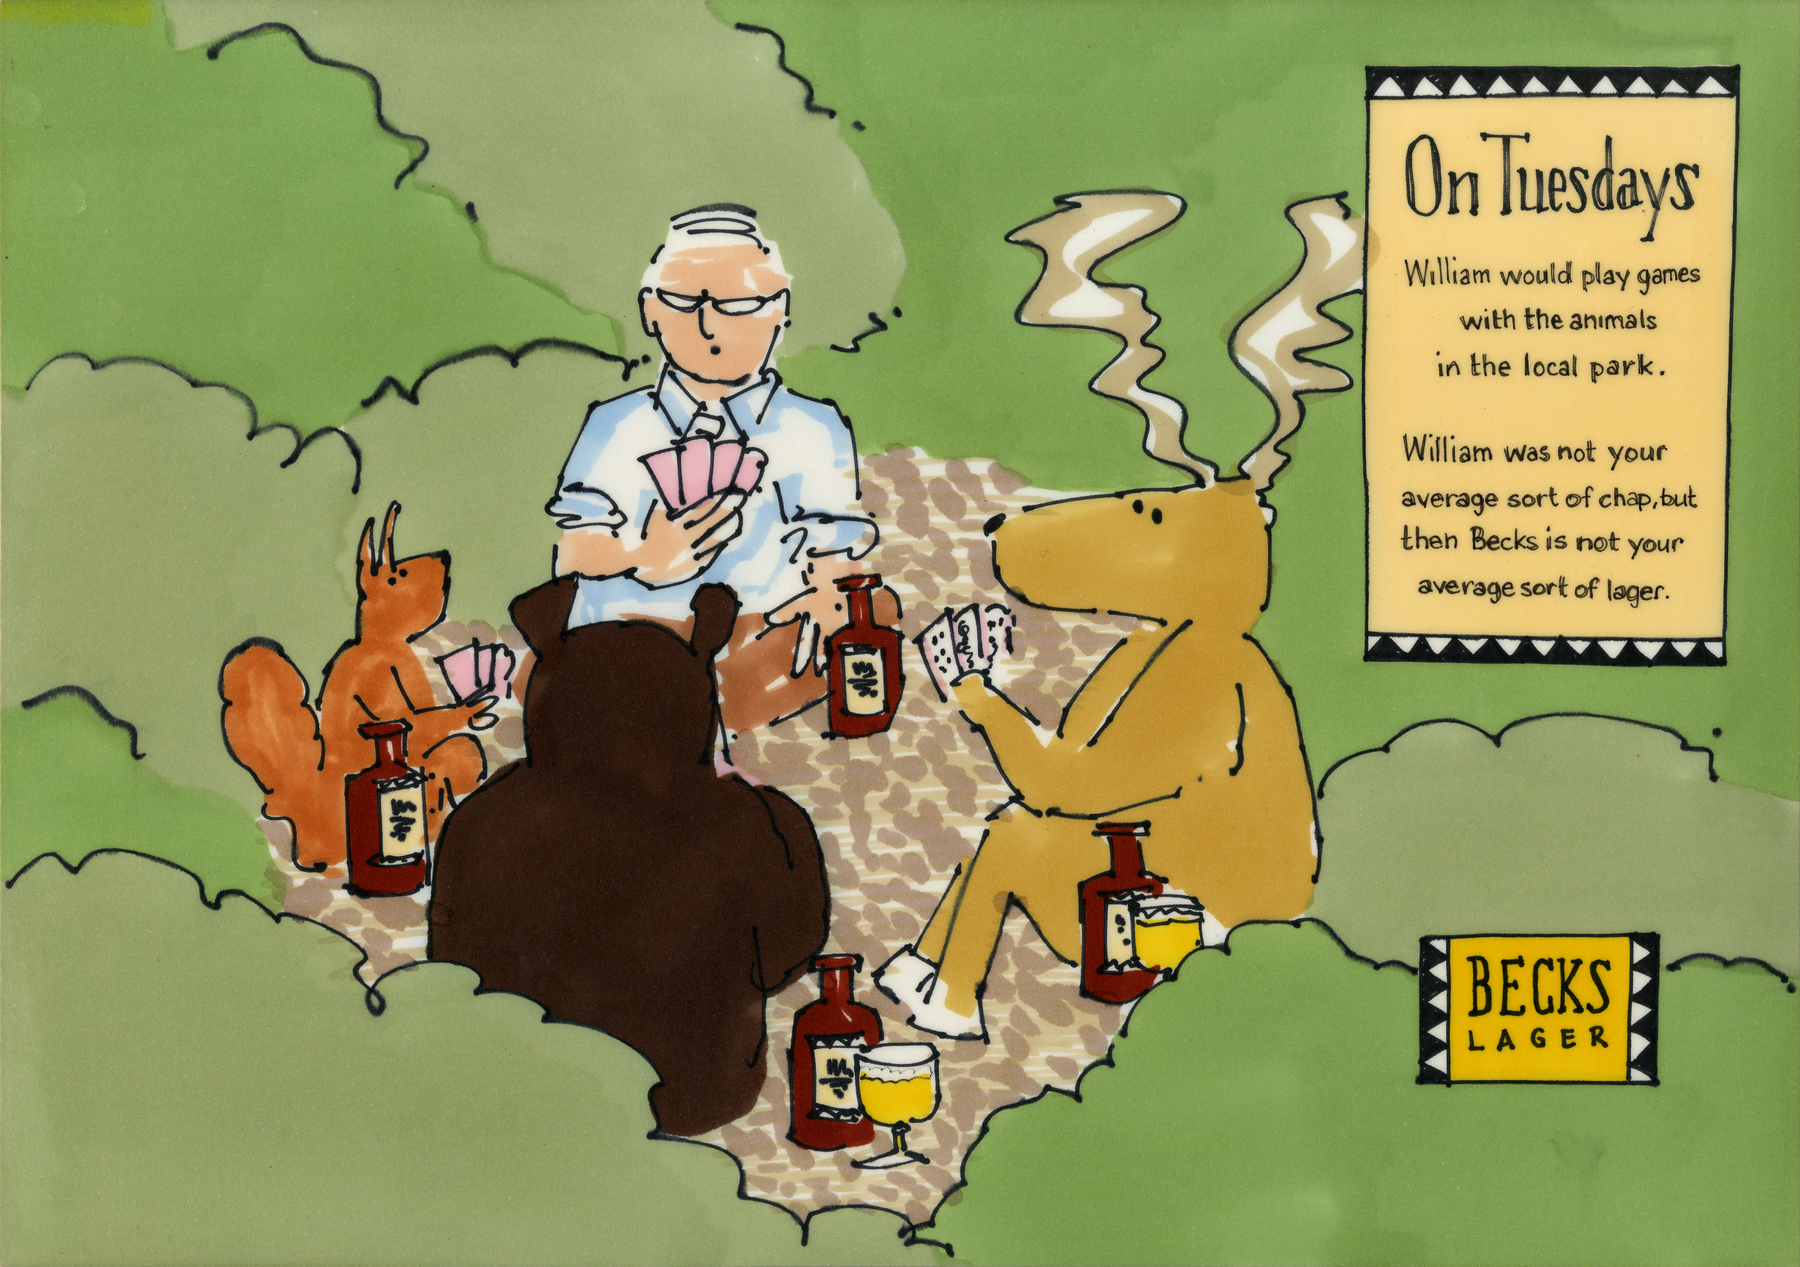 On Tuesdays
William would play games
with the animals
in the local park.
William was not your
average sort of chap, but
then Becks is not your
average sort of lager.
BECKS
LAGER